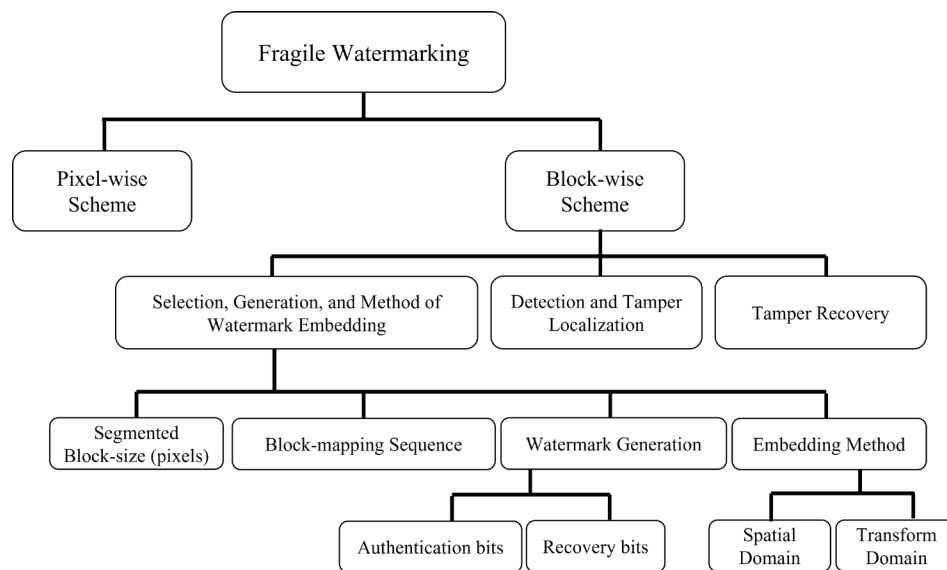 Fragile Watermarking
Pixel-wise
Scheme
Block-wise
Scheme
Selection, Generation, and Method of
Watermark Embedding
Detection and Tamper
Localization
Tamper Recovery
Segmented
Block-size (pixels)
Block-mapping Sequence
Watermark Generation
Embedding Method
Authentication bits
Recovery bits
Spatial
Domain
Transform
Domain